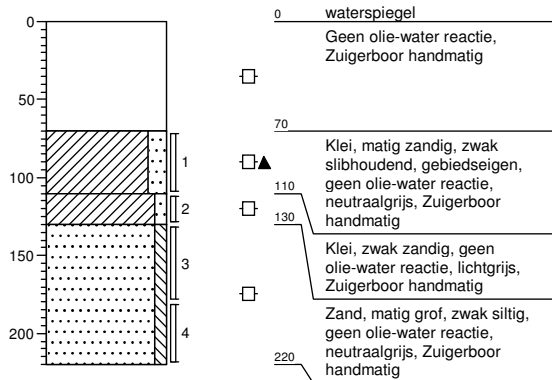 0
50
100
150
200
1
2
3
4
0 waterspiegel
Geen olie-water reactie,
Zuigerboor handmatig
70
Klei, matig zandig, zwak
slibhoudend, gebiedseigen,
geen olie-water reactie,
neutraalgrijs, Zuigerboor
handmatig
110
130
Klei, zwak zandig, geen
olie-water reactie, lichtgrijs,
Zuigerboor handmatig
Zand, matig grof, zwak siltig,
geen olie-water reactie,
neutraalgrijs, Zuigerboor
handmatig
220